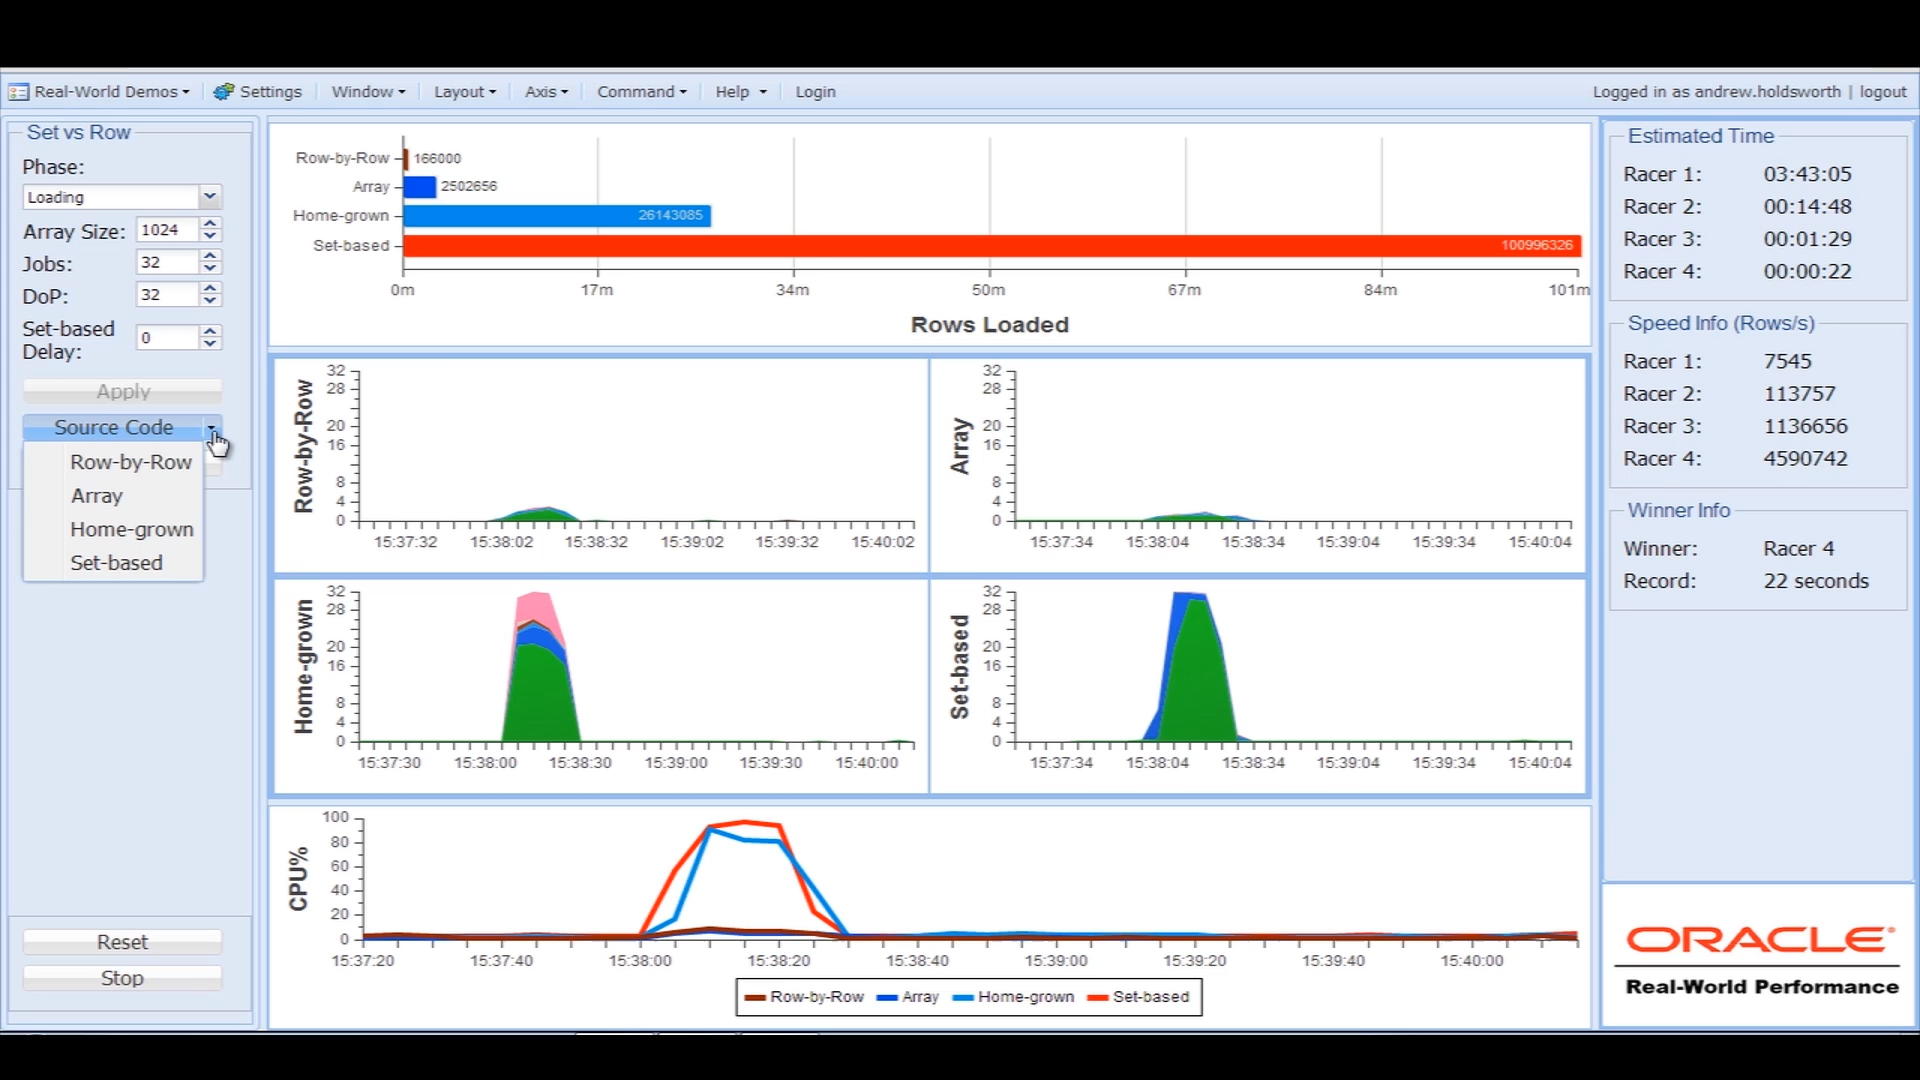 Real-World Demos
Settings
Window
Layout
Axis
Command
Help
Login
Logged in as andrew.holdsworth | logout
Set vs Row
Phase:
Loading
Array Size: 1024
Jobs: 32
DoP: 32
Set-based Delay: 0
Apply
Source Code
Row-by-Row
Array
Home-grown
Set-based
Reset
Stop
Row-by-Row 166000
Array 2502656
Home-grown 26143085
Set-based 100996326
0m 17m 34m 50m 67m 84m 101m
Rows Loaded
Row-by-Row
32
28
20
16
8
4
0
15:37:32 15:38:02 15:38:32 15:39:02 15:39:32 15:40:02
Array
32
28
20
16
8
4
0
15:37:34 15:38:04 15:38:34 15:39:04 15:39:34 15:40:04
Home-grown
32
28
20
16
8
4
0
15:37:30 15:38:00 15:38:30 15:39:00 15:39:30 15:40:00
Set-based
32
28
20
16
8
4
0
15:37:34 15:38:04 15:38:34 15:39:04 15:39:34 15:40:04
CPU%
100
80
60
40
20
0
15:37:20 15:37:40 15:38:00 15:38:20 15:38:40 15:39:00 15:39:20 15:39:40 15:40:00
Row-by-Row Array Home-grown Set-based
Estimated Time
Racer 1: 03:43:05
Racer 2: 00:14:48
Racer 3: 00:01:29
Racer 4: 00:00:22
Speed Info (Rows/s)
Racer 1: 7545
Racer 2: 113757
Racer 3: 1136656
Racer 4: 4590742
Winner Info
Winner: Racer 4
Record: 22 seconds
ORACLE®
Real-World Performance